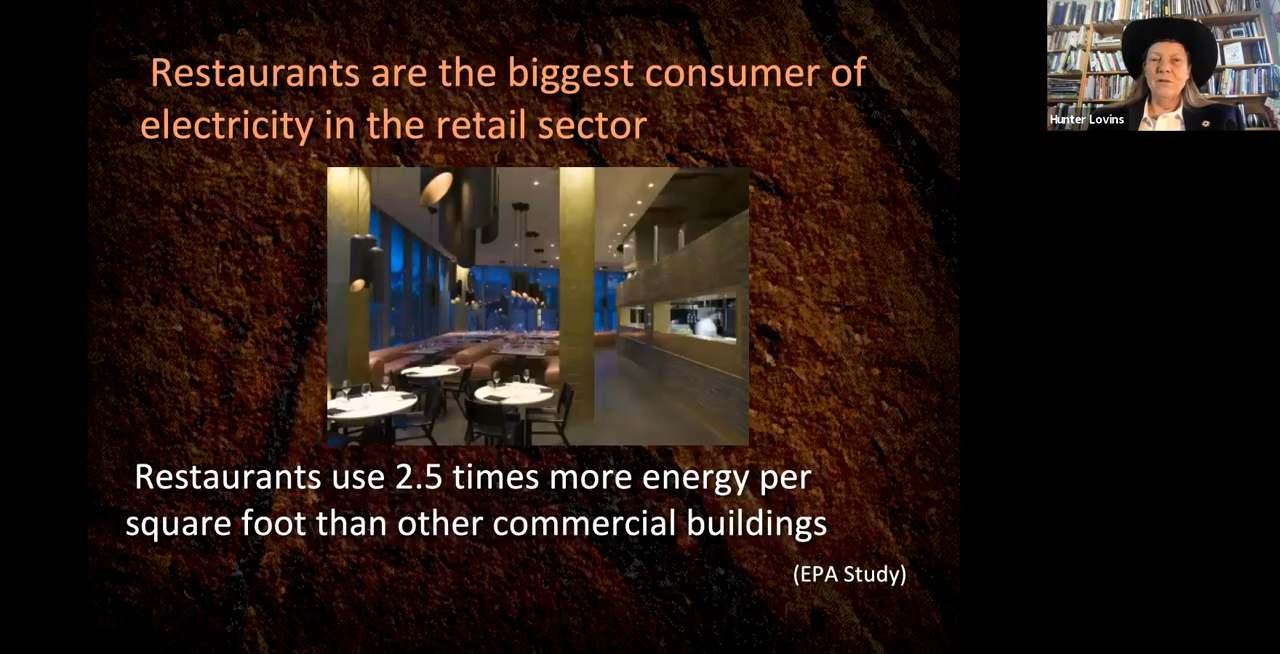 Restaurants are the biggest consumer of
electricity in the retail sector
Hunter Lovins
Restaurants use 2.5 times more energy per
square foot than other commercial buildings
(EPA Study)